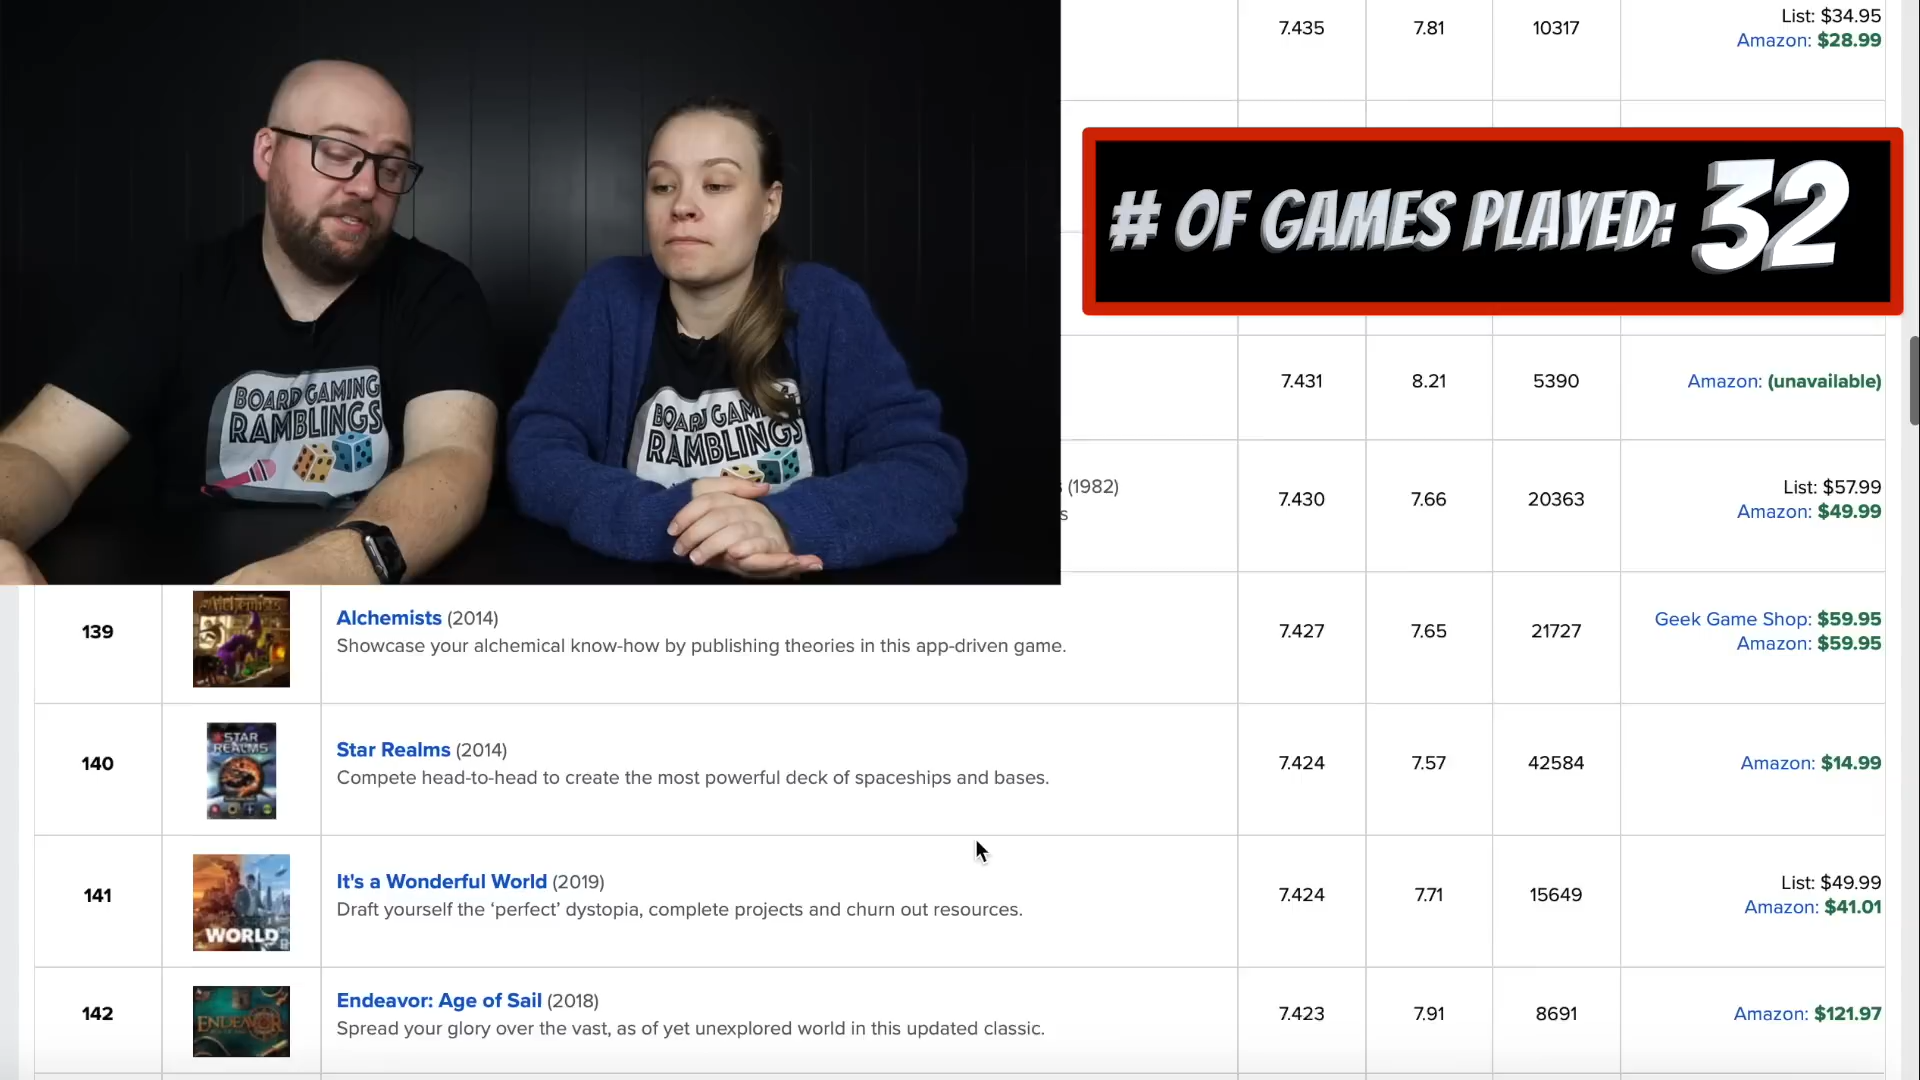 7.435 7.81 10317 List: $34.95
Amazon: $28.99
# OF GAMES PLAYED: 32
7.431 8.21 5390 Amazon: (unavailable)
BOARD GAMING
RAMBLINGS
BOARD GAMING
RAMBLINGS
(1982)
7.430 7.66 20363 List: $57.99
Amazon: $49.99
139 Alchemists (2014)
Showcase your alchemical know-how by publishing theories in this app-driven game.
7.427 7.65 21727 Geek Game Shop: $59.95
Amazon: $59.95
STAR
REALMS
140 Star Realms (2014)
Compete head-to-head to create the most powerful deck of spaceships and bases.
7.424 7.57 42584 Amazon: $14.99
WORLD
141 It's a Wonderful World (2019)
Draft yourself the ‘perfect’ dystopia, complete projects and churn out resources.
7.424 7.71 15649 List: $49.99
Amazon: $41.01
ENDEAVOR
142 Endeavor: Age of Sail (2018)
Spread your glory over the vast, as of yet unexplored world in this updated classic.
7.423 7.91 8691 Amazon: $121.97